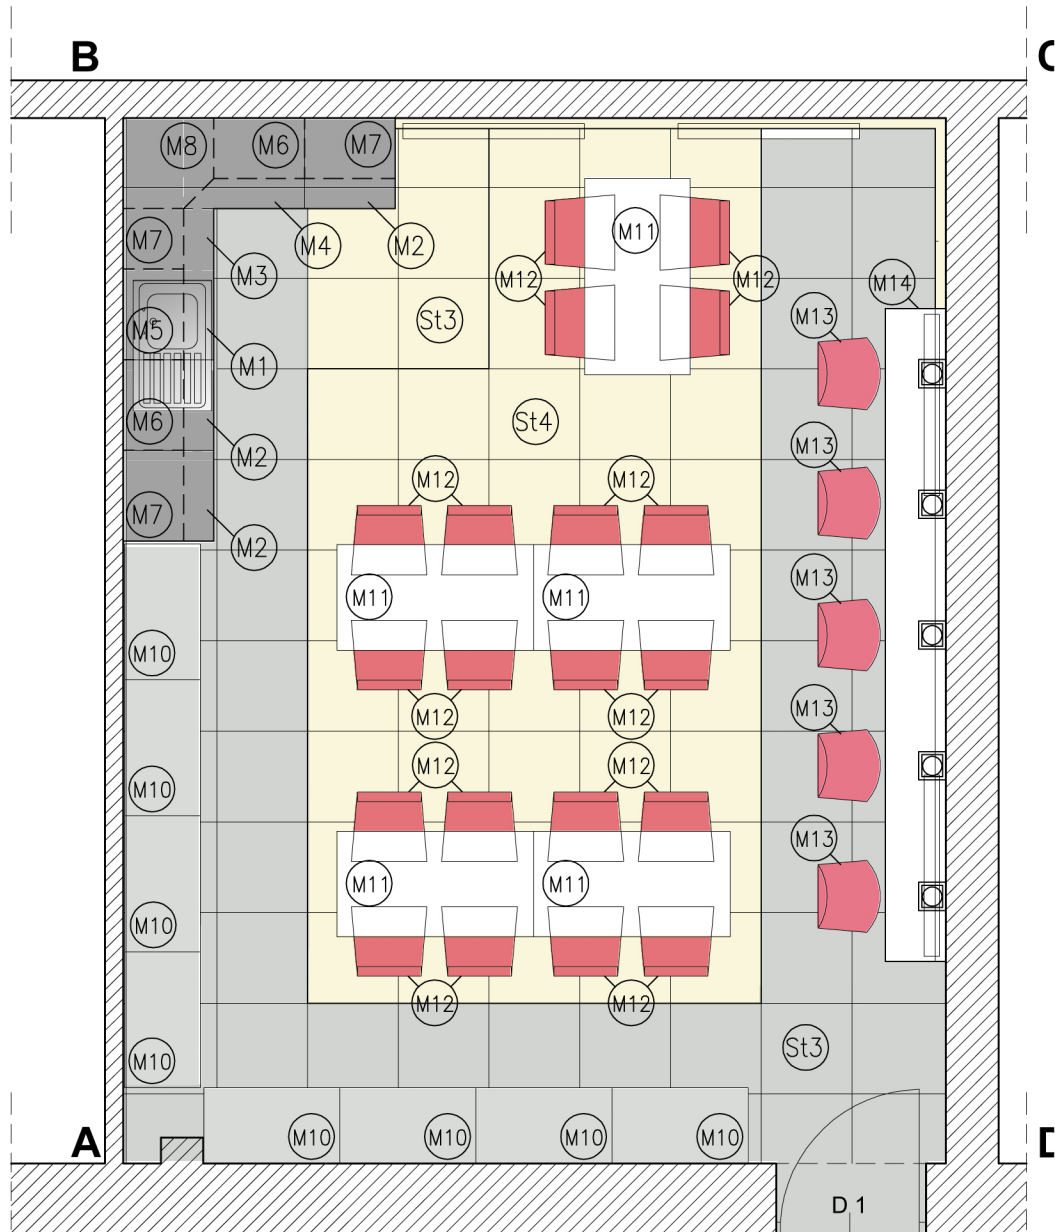 B
C
M8 M6 M7
M7 M4 M2 M11
M3 M12 M12 M14
M5 St3 M13
M1
M6 St4
M2 M12 M12 M13
M7
M2
M11 M11 M13
M10
M12 M12 M13
M10 M12 M12
M11 M11 M13
M10
M12 M12
M10 St3
A M10 M10 M10 M10 D
D 1